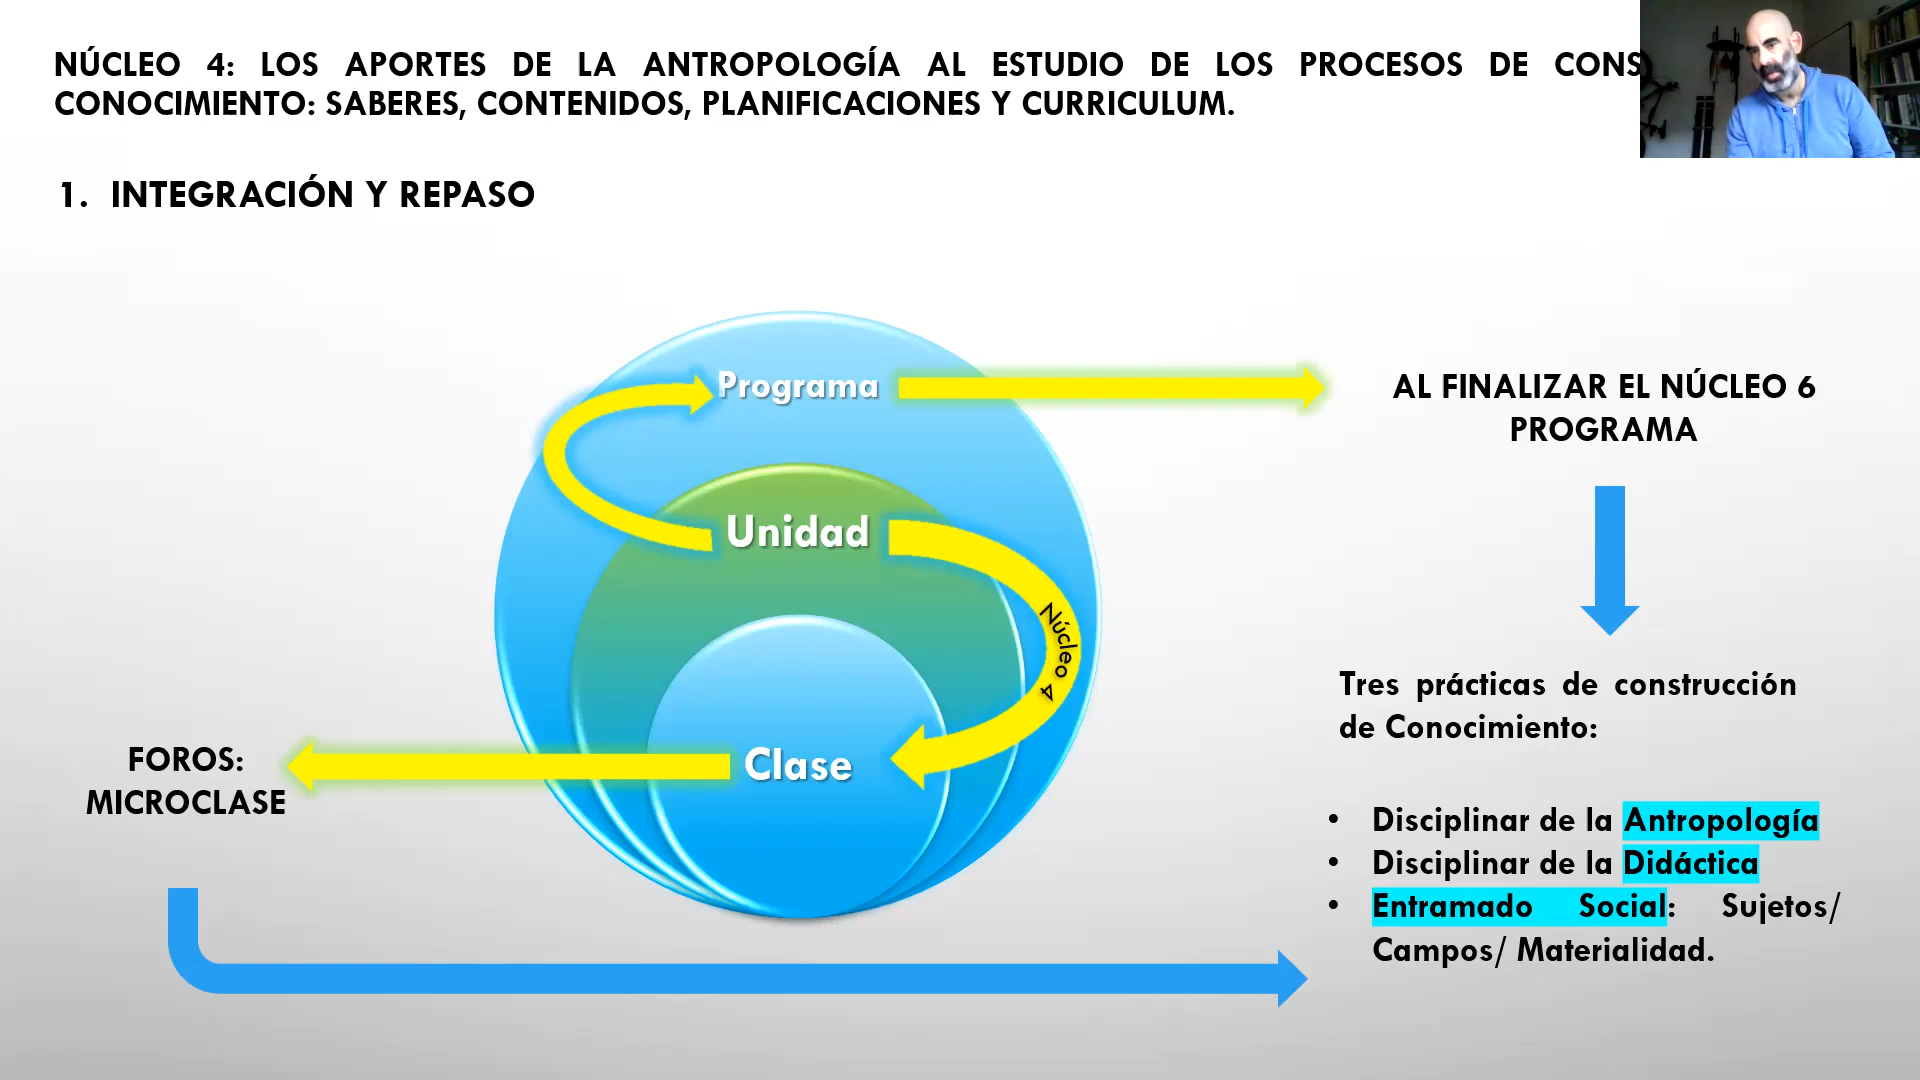 NÚCLEO 4: LOS APORTES DE LA ANTROPOLOGÍA AL ESTUDIO DE LOS PROCESOS DE CONS
CONOCIMIENTO: SABERES, CONTENIDOS, PLANIFICACIONES Y CURRICULUM.
1. INTEGRACIÓN Y REPASO
Programa
Unidad
Núcleo 4
Clase
FOROS:
MICROCLASE
AL FINALIZAR EL NÚCLEO 6
PROGRAMA
Tres prácticas de construcción
de Conocimiento:
• Disciplinar de la Antropología
• Disciplinar de la Didáctica
• Entramado Social: Sujetos/
Campos/ Materialidad.